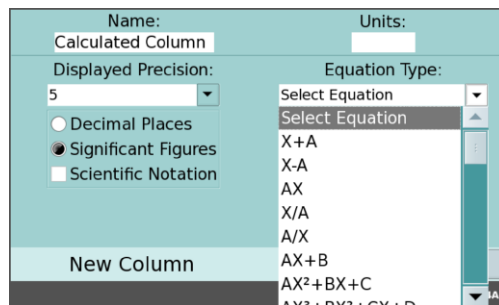 Name:
Units:
Calculated Column
Displayed Precision:
Equation Type:
5
Select Equation
Decimal Places
Significant Figures
Scientific Notation
Select Equation
X+A
X-A
AX
X/A
A/X
AX+B
AX²+BX+C
New Column